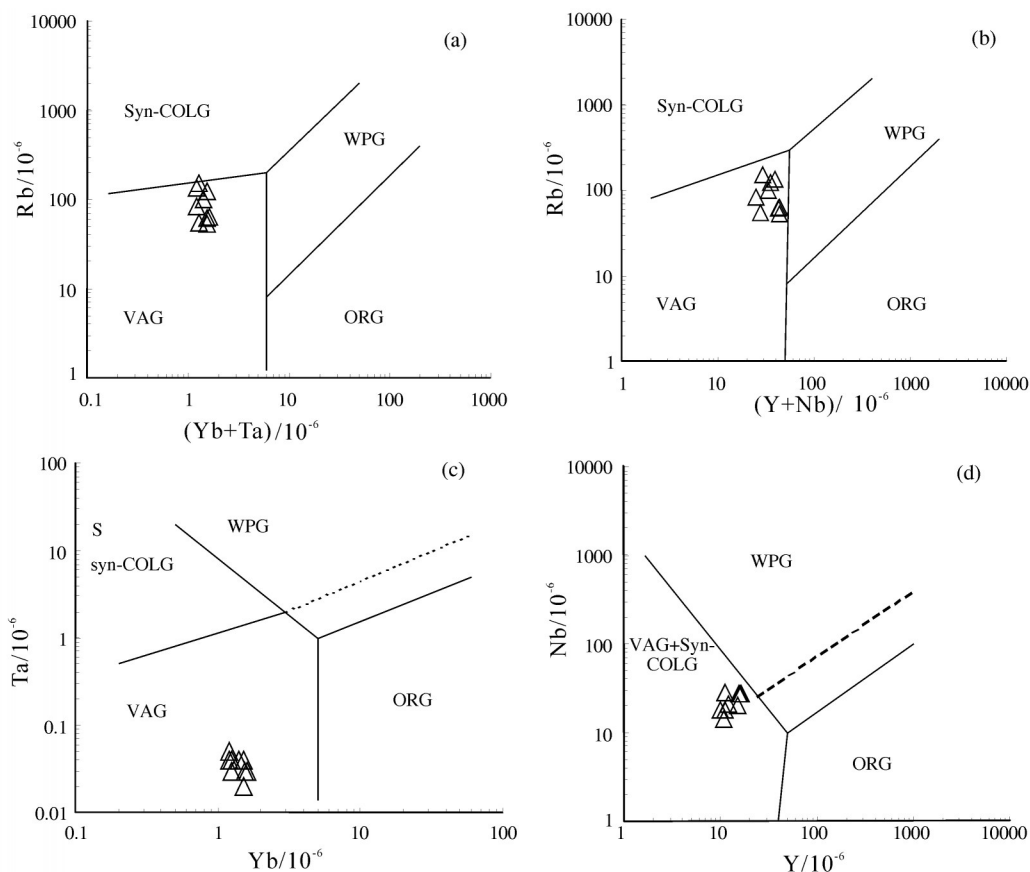 (a)
10000
1000
100
10
1
Rb/10⁻⁶
Syn-COLG
WPG
VAG
ORG
0.1 1 10 100 1000
(Yb+Ta)/10⁻⁶
(b)
10000
1000
100
10
1
Rb/10⁻⁶
Syn-COLG
WPG
VAG
ORG
1 10 100 1000 10000
(Y+Nb)/ 10⁻⁶
(c)
100
10
1
0.1
0.01
Ta/10⁻⁶
S
WPG
syn-COLG
VAG
ORG
0.1 1 10 100
Yb/10⁻⁶
(d)
10000
1000
100
10
1
Nb/10⁻⁶
WPG
VAG+Syn-
COLG
ORG
1 10 100 1000 10000
Y/10⁻⁶